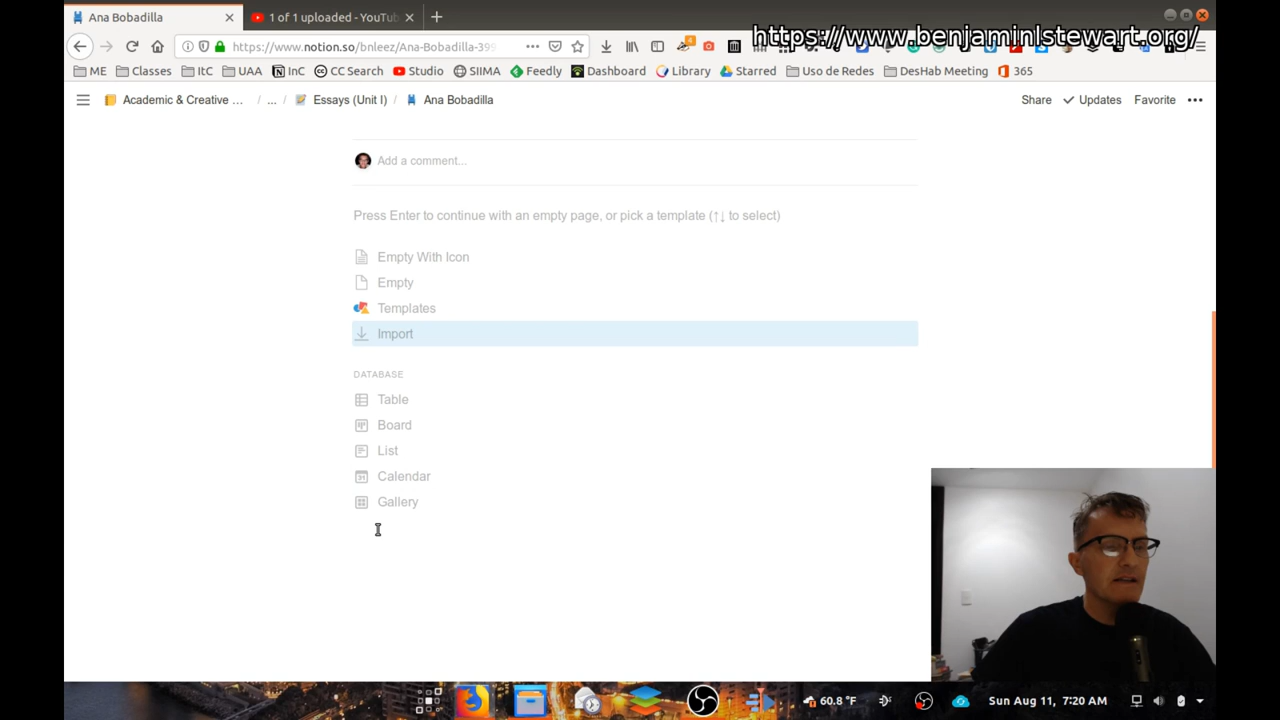 Ana Bobadilla
1 of 1 uploaded - YouTub
https://www.notion.so/bnleez/Ana-Bobadilla-399
https://www.benjaminlstewart.org/
4
ME
Classes
ItC
UAA
InC
CC Search
Studio
SIIMA
Feedly
Dashboard
Library
Starred
Uso de Redes
DesHab Meeting
365
Academic & Creative ... / ... / Essays (Unit I) / Ana Bobadilla
Share
Updates
Favorite
Add a comment...
Press Enter to continue with an empty page, or pick a template (↑↓ to select)
Empty With Icon
Empty
Templates
Import
DATABASE
Table
Board
List
Calendar
31
Gallery
60.8 °F
Sun Aug 11, 7:20 AM